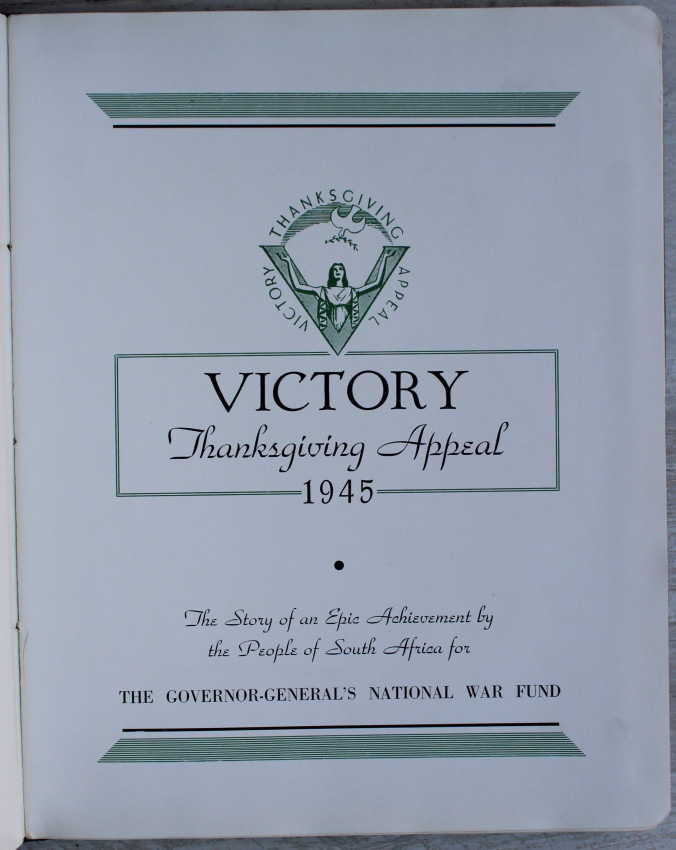 VICTORY THANKSGIVING APPEAL
VICTORY
Thanksgiving Appeal
1945
The Story of an Epic Achievement by
the People of South Africa for
THE GOVERNOR-GENERAL'S NATIONAL WAR FUND